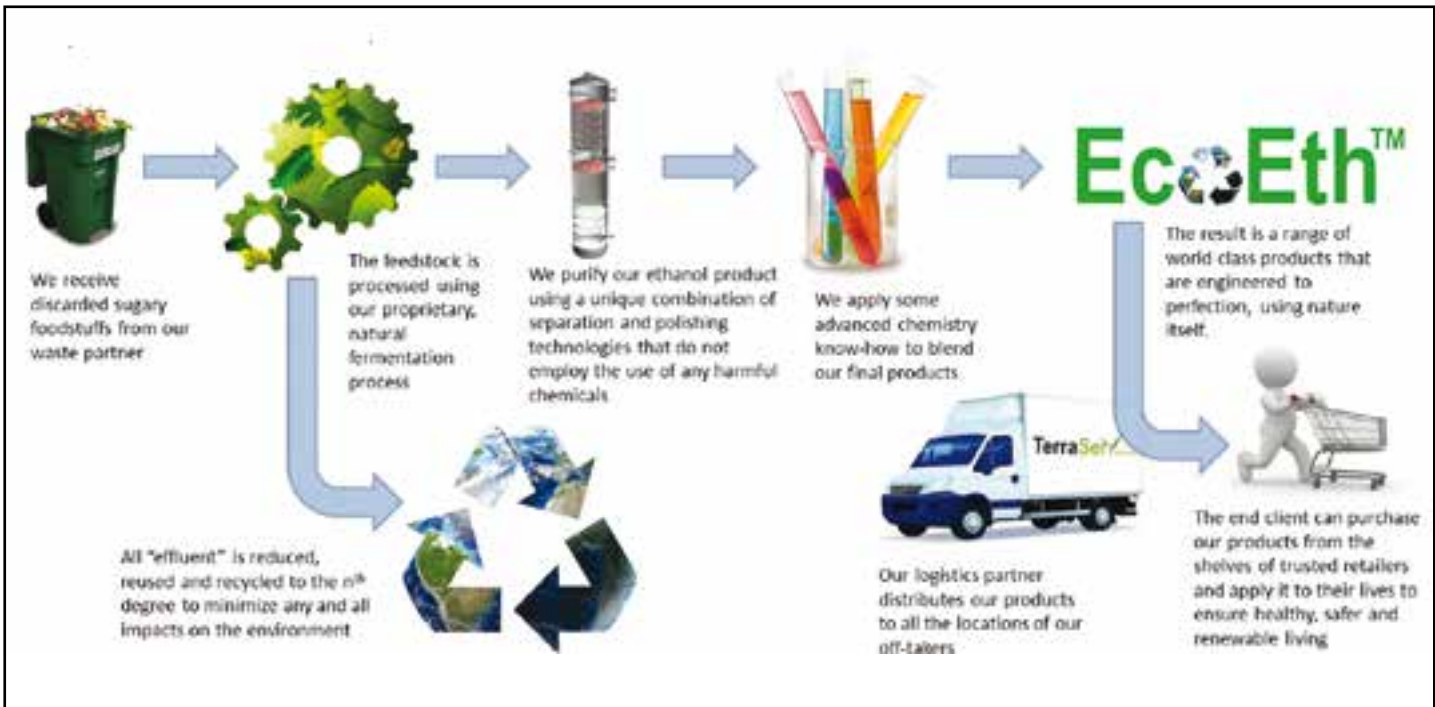 We receive
discarded sugary
foodstuffs from our
waste partner
The feedstock is
processed using
our proprietary,
natural
fermentation
process
We purify our ethanol product
using a unique combination of
separation and polishing
technologies that do not
employ the use of any harmful
chemicals
We apply some
advanced chemistry
know-how to blend
our final products
EcoEth™
The result is a range of
world class products that
are engineered to
perfection, using nature
itself.
All "effluent" is reduced,
reused and recycled to the nth
degree to minimize any and all
impacts on the environment
TerraSer
Our logistics partner
distributes our products
to all the locations of our
off-takers
The end client can purchase
our products from the
shelves of trusted retailers
and apply it to their lives to
ensure healthy, safer and
renewable living